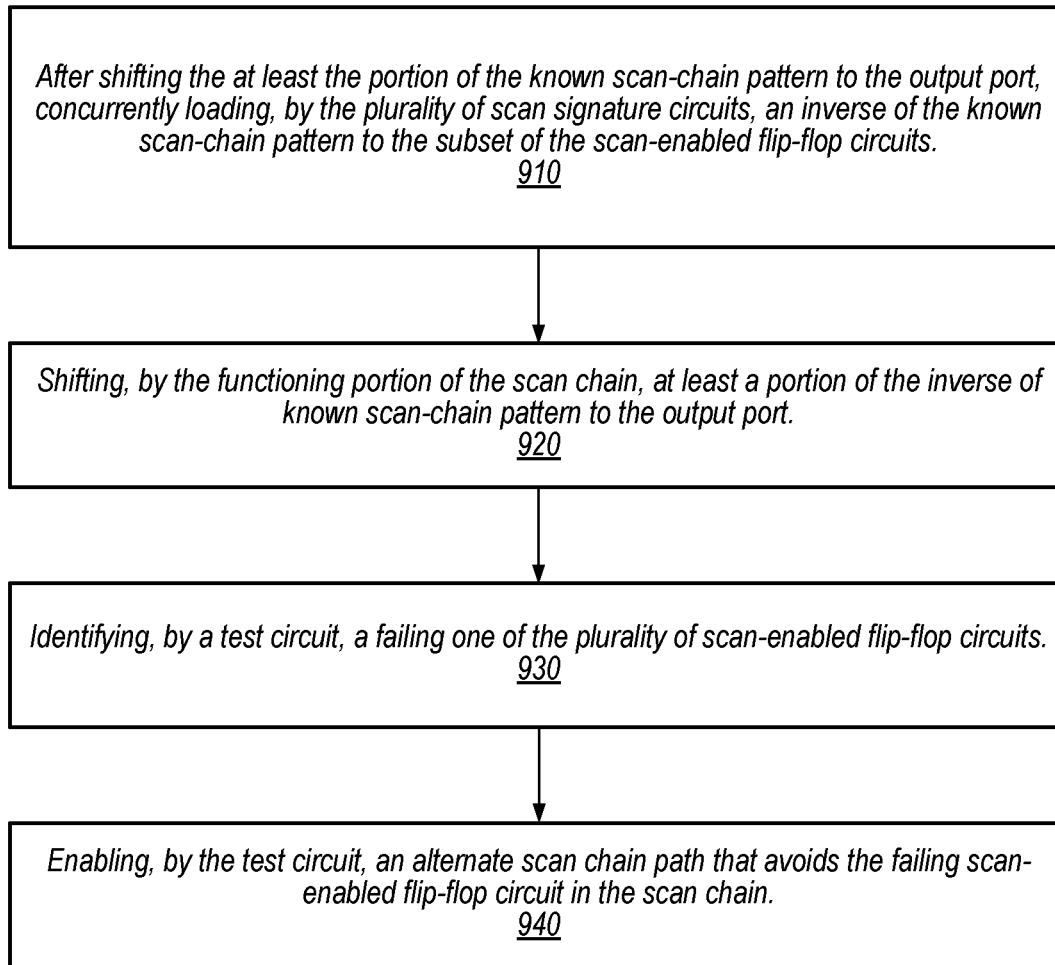 After shifting the at least the portion of the known scan-chain pattern to the output port,
concurrently loading, by the plurality of scan signature circuits, an inverse of the known
scan-chain pattern to the subset of the scan-enabled flip-flop circuits.
910
Shifting, by the functioning portion of the scan chain, at least a portion of the inverse of
known scan-chain pattern to the output port.
920
Identifying, by a test circuit, a failing one of the plurality of scan-enabled flip-flop circuits.
930
Enabling, by the test circuit, an alternate scan chain path that avoids the failing scan-
enabled flip-flop circuit in the scan chain.
940